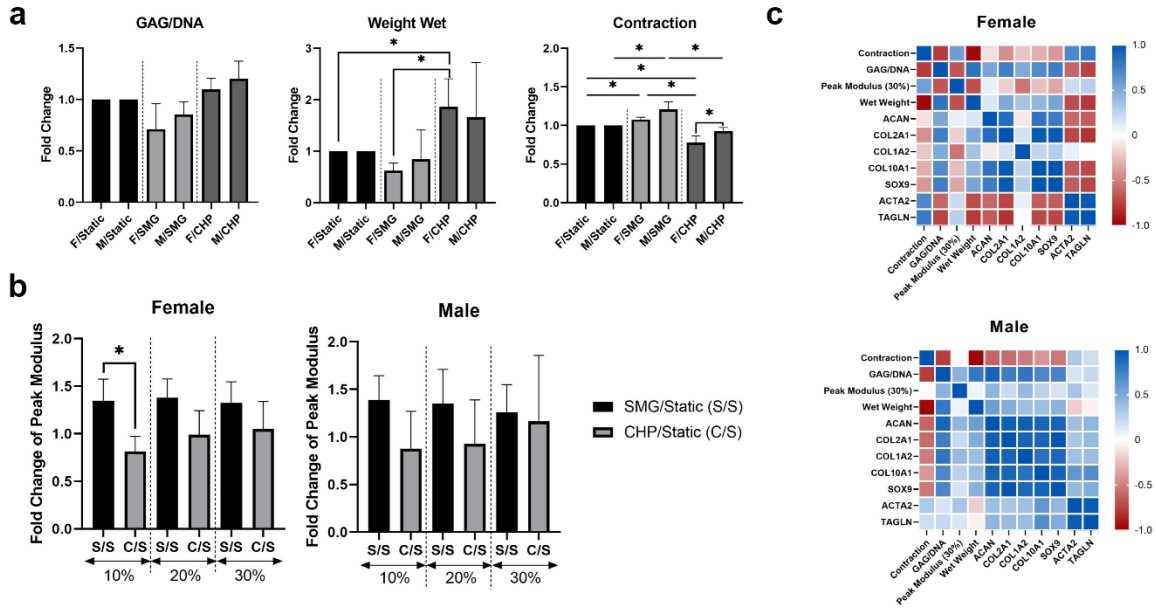 a
GAG/DNA
Fold Change
1.5
1.0
0.5
0.0
F/Static
M/Static
F/SMG
M/SMG
F/CHP
M/CHP
Weight Wet
Fold Change
3
2
1
0
*
*
F/Static
M/Static
F/SMG
M/SMG
F/CHP
M/CHP
Contraction
Fold Change
2.0
1.5
1.0
0.5
0.0
* *
* *
* *
*
F/Static
M/Static
F/SMG
M/SMG
F/CHP
M/CHP
b
Female
Fold Change of Peak Modulus
2.0
1.5
1.0
0.5
0.0
*
S/S C/S S/S C/S S/S C/S
10% 20% 30%
Male
Fold Change of Peak Modulus
2.0
1.5
1.0
0.5
0.0
S/S C/S S/S C/S S/S C/S
10% 20% 30%
SMG/Static (S/S)
CHP/Static (C/S)
c
Female
Contraction
GAG/DNA
Peak Modulus (30%)
Wet Weight
ACAN
COL2A1
COL1A2
COL10A1
SOX9
ACTA2
TAGLN
Contraction
GAG/DNA
Peak Modulus (30%)
Wet Weight
ACAN
COL2A1
COL1A2
COL10A1
SOX9
ACTA2
TAGLN
1.0
0.5
0
-0.5
-1.0
Male
Contraction
GAG/DNA
Peak Modulus (30%)
Wet Weight
ACAN
COL2A1
COL1A2
COL10A1
SOX9
ACTA2
TAGLN
Contraction
GAG/DNA
Peak Modulus (30%)
Wet Weight
ACAN
COL2A1
COL1A2
COL10A1
SOX9
ACTA2
TAGLN
1.0
0.5
0
-0.5
-1.0